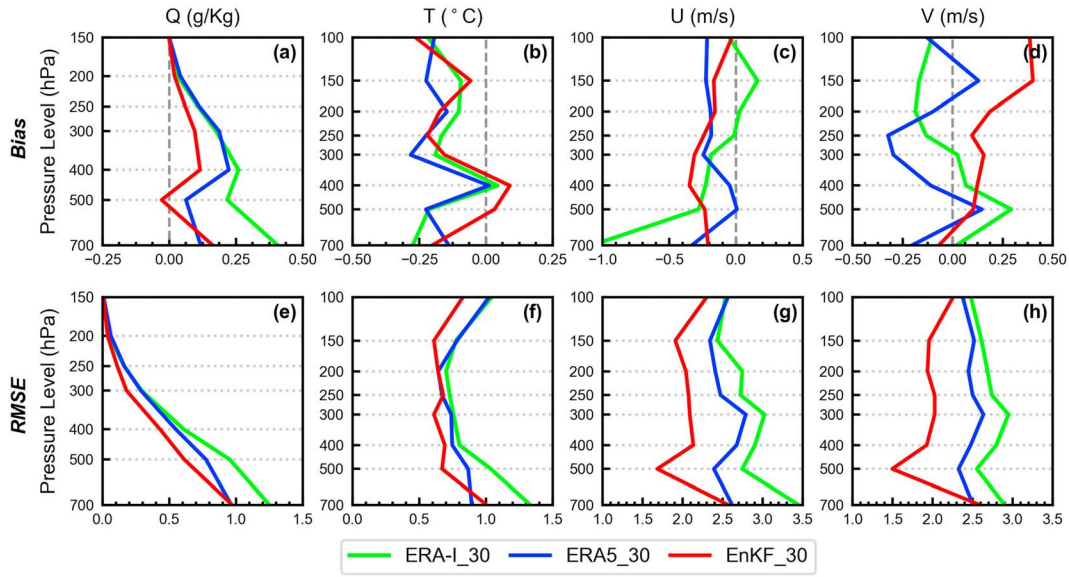 Q (g/Kg) T ( ° C) U (m/s) V (m/s)
Bias
Pressure Level (hPa)
150
200
250
300
400
500
700
(a)
−0.25 0.00 0.25 0.50
100
150
200
250
300
400
500
700
(b)
−0.50 −0.25 0.00 0.25
100
150
200
250
300
400
500
700
(c)
−1.0 −0.5 0.0 0.5
100
150
200
250
300
400
500
700
(d)
−0.50 −0.25 0.00 0.25 0.50
RMSE
Pressure Level (hPa)
150
200
250
300
400
500
700
(e)
0.0 0.5 1.0 1.5
100
150
200
250
300
400
500
700
(f)
0.0 0.5 1.0 1.5
100
150
200
250
300
400
500
700
(g)
1.0 1.5 2.0 2.5 3.0 3.5
100
150
200
250
300
400
500
700
(h)
1.0 1.5 2.0 2.5 3.0 3.5
ERA-I_30 ERA5_30 EnKF_30